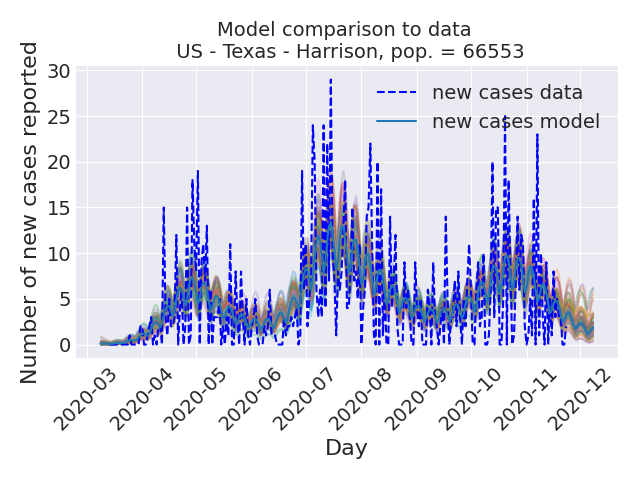 Model comparison to data
US - Texas - Harrison, pop. = 66553
Number of new cases reported
30
25
20
15
10
5
0
new cases data
new cases model
2020-03
2020-04
2020-05
2020-06
2020-07
2020-08
2020-09
2020-10
2020-11
2020-12
Day